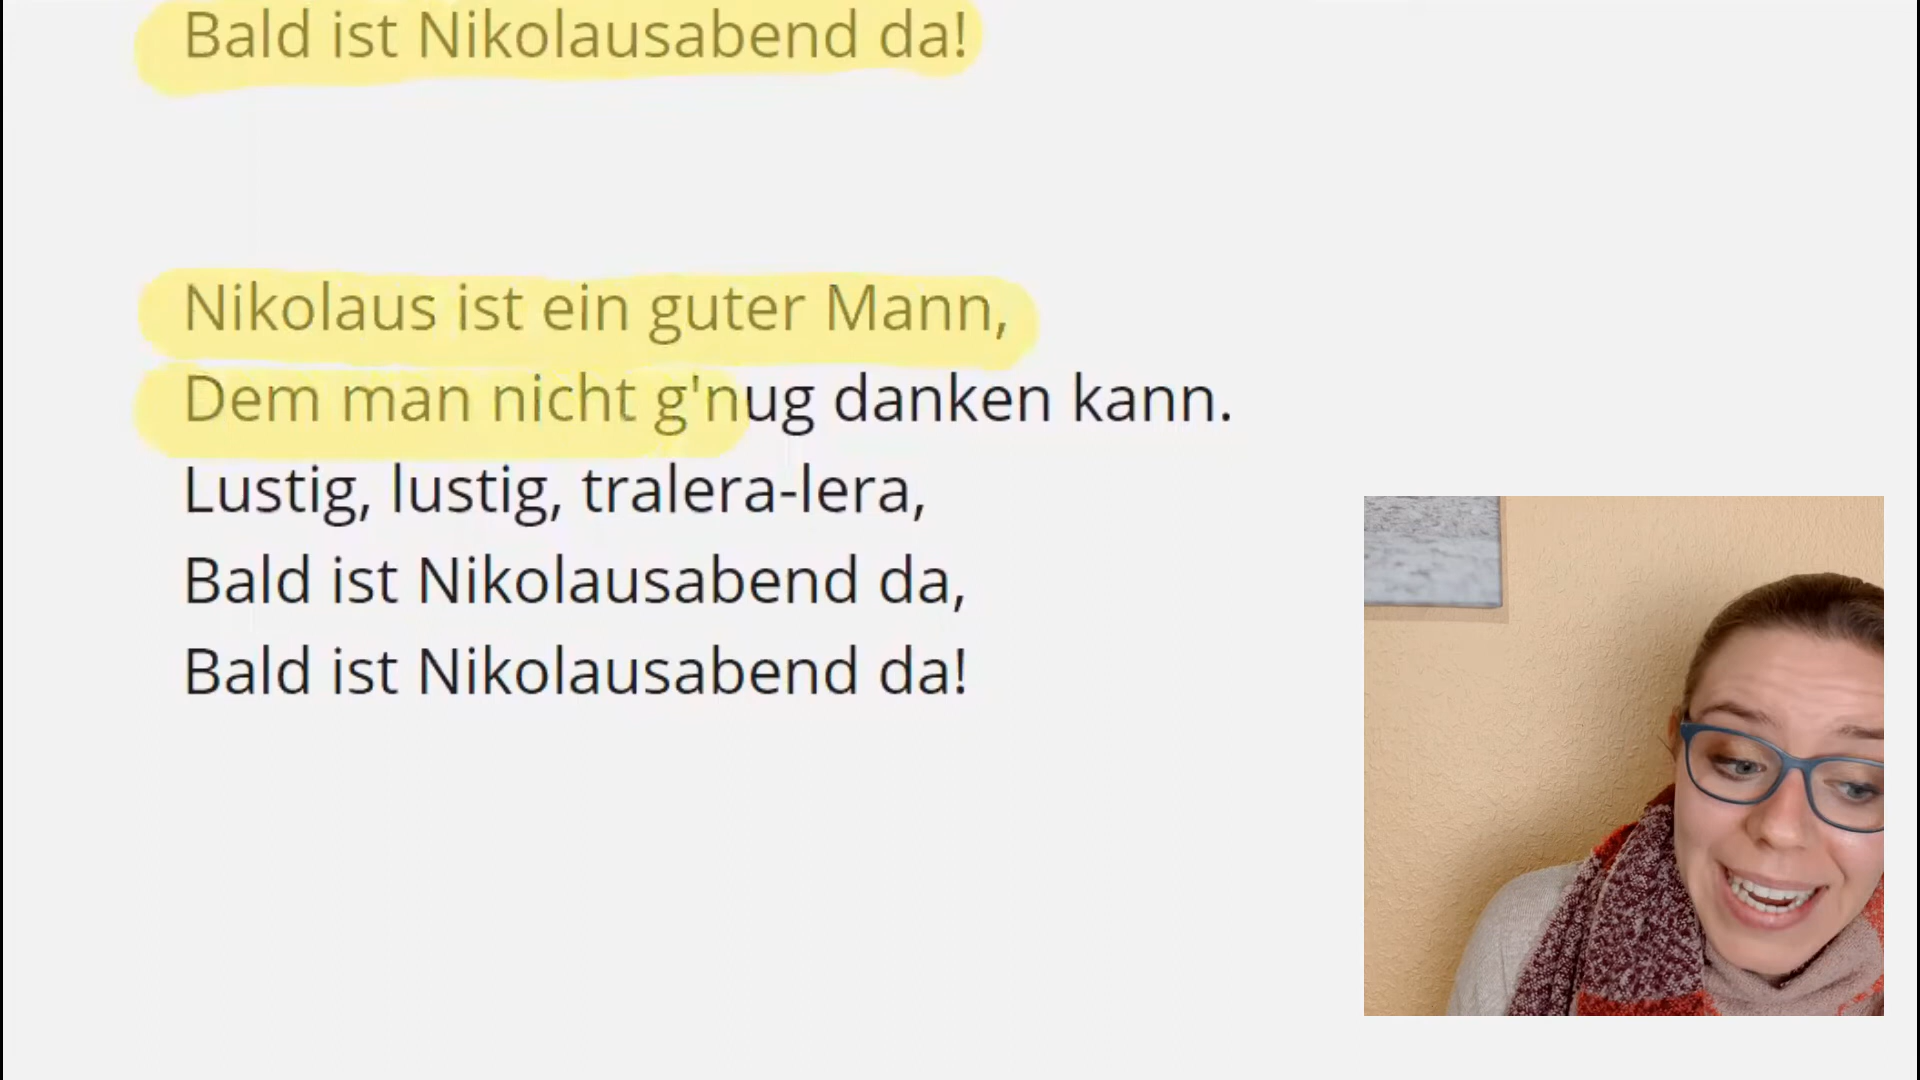 Bald ist Nikolausabend da!
Nikolaus ist ein guter Mann,
Dem man nicht g'nug danken kann.
Lustig, lustig, tralera-lera,
Bald ist Nikolausabend da,
Bald ist Nikolausabend da!